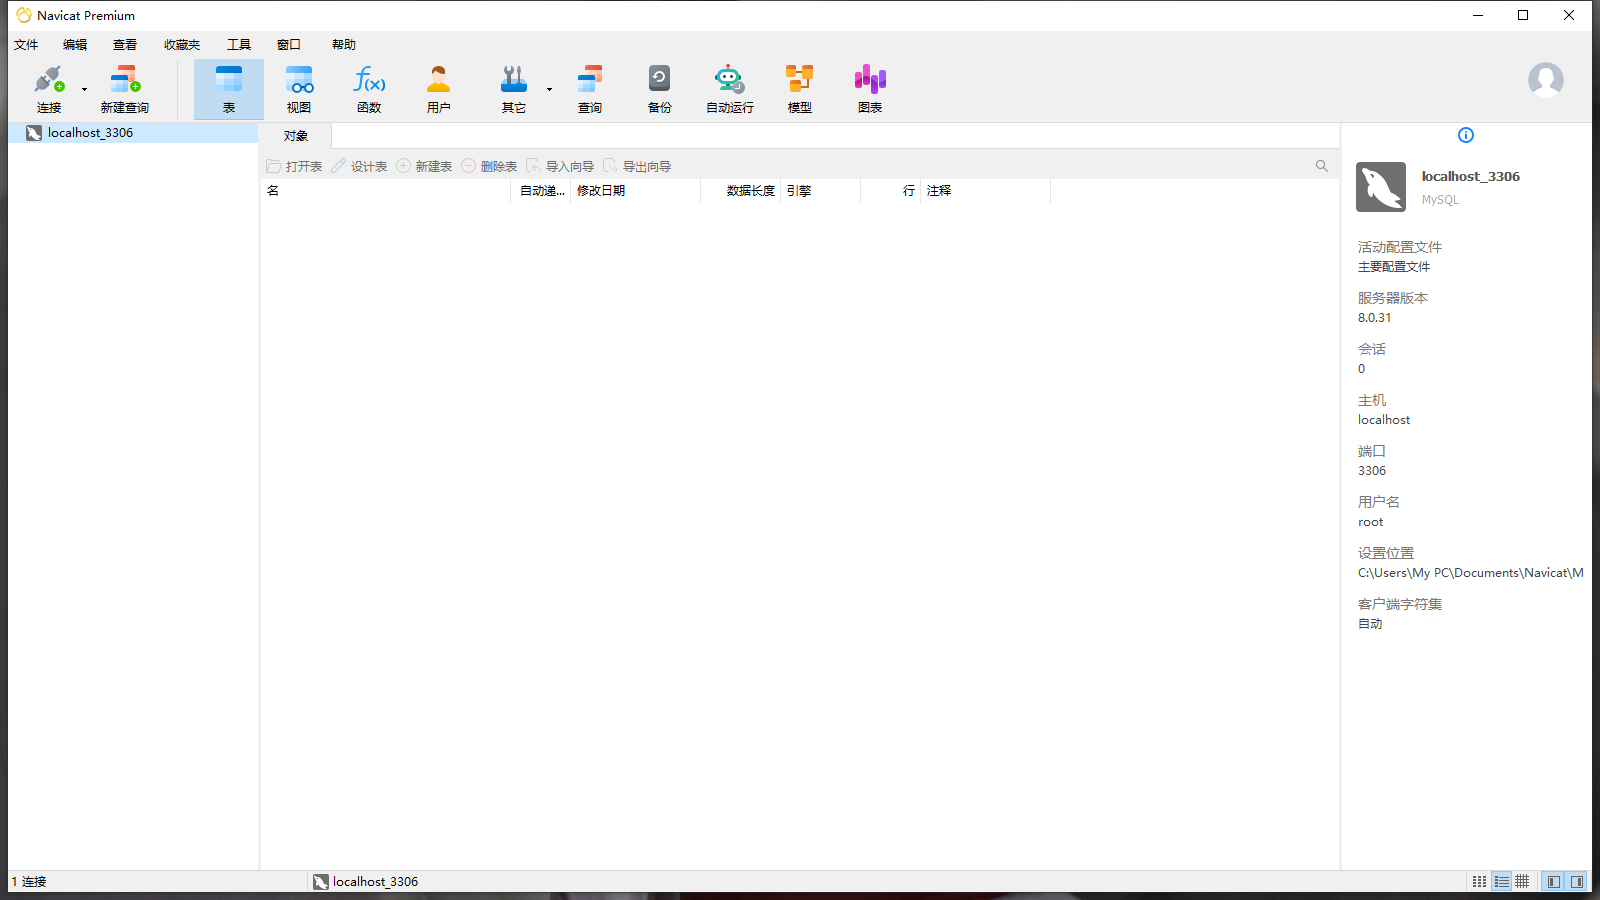 Navicat Premium
文件 编辑 查看 收藏夹 工具 窗口 帮助
连接 新建查询 表 视图 函数 用户 其它 查询 备份 自动运行 模型 图表
localhost_3306
对象
打开表 设计表 新建表 删除表 导入向导 导出向导
名 自动递... 修改日期 数据长度 引擎 行 注释
localhost_3306
MySQL
活动配置文件
主要配置文件
服务器版本
8.0.31
会话
0
主机
localhost
端口
3306
用户名
root
设置位置
C:\Users\My PC\Documents\Navicat\M
客户端字符集
自动
1 连接
localhost_3306